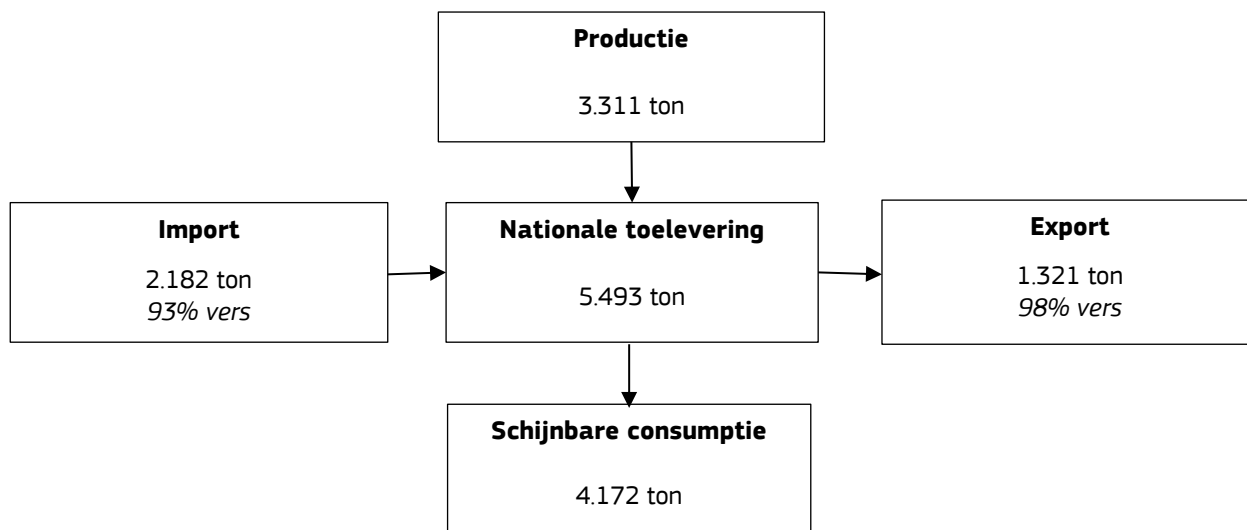 Productie
3.311 ton
Import
2.182 ton
93% vers
Nationale toelevering
5.493 ton
Export
1.321 ton
98% vers
Schijnbare consumptie
4.172 ton